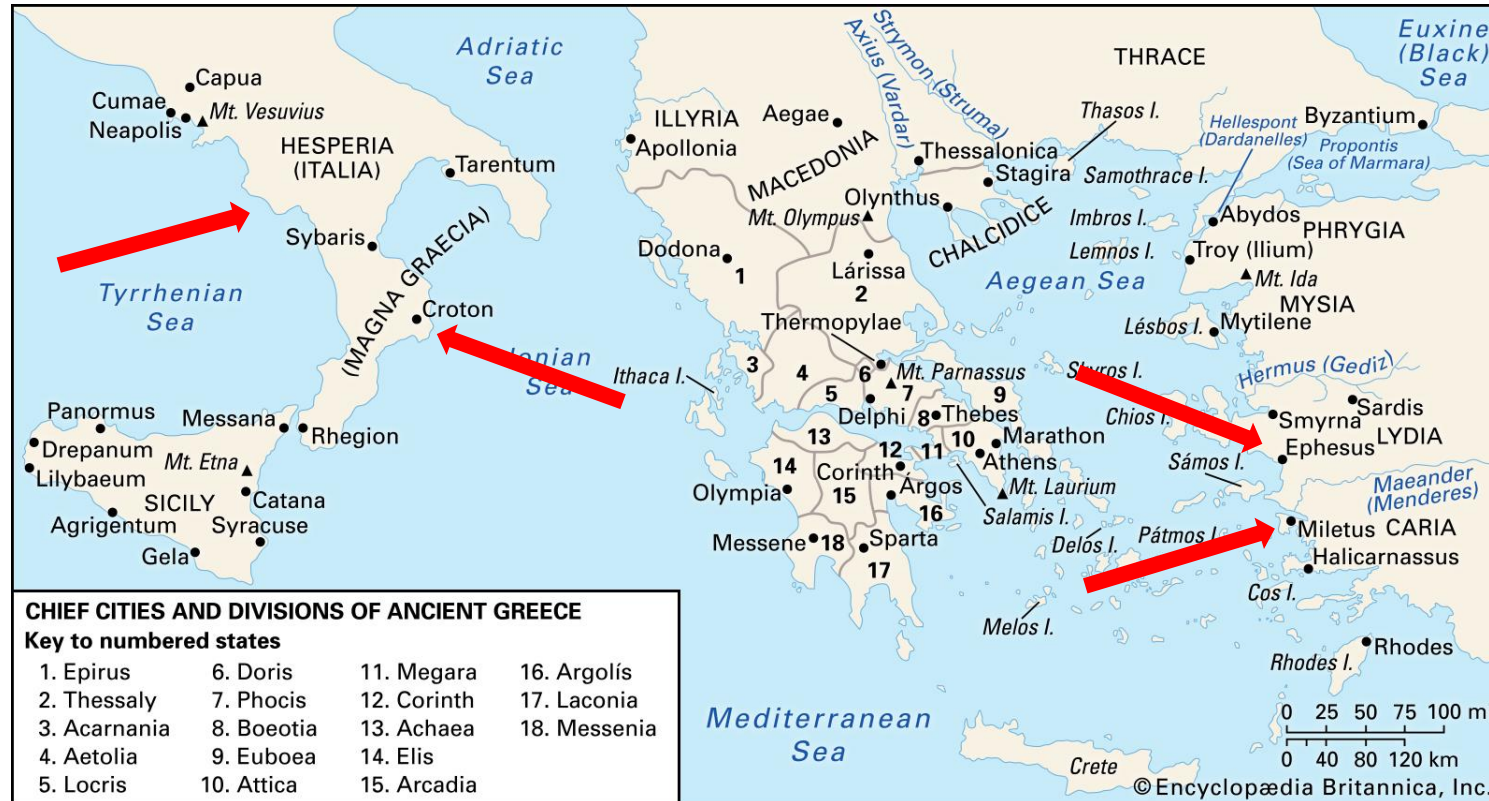 Adriatic
Sea
Capua
Cumae
Mt. Vesuvius
Neapolis
HESPERIA
(ITALIA)
Tarentum
Sybaris
Tyrrhenian
Sea
(MAGNA GRAECIA)
Croton
Ionian
Sea
Panormus
Messana
Rhegion
Drepanum
Mt. Etna
Lilybaeum
SICILY
Catana
Agrigentum
Syracuse
Gela
ILLYRIA
Apollonia
Aegae
MACEDONIA
Axius (Vardar)
Strymon (Struma)
THRACE
Euxine
(Black)
Sea
Thasos I.
Hellespont
(Dardanelles)
Byzantium
Propontis
(Sea of Marmara)
Thessalonica
Stagira
Samothrace I.
Olynthus
Mt. Olympus
CHALCIDICE
Imbros I.
Abydos
PHRYGIA
Dodona
1
Lárissa
2
Lemnos I.
Troy (Ilium)
Mt. Ida
Aegean Sea
MYSIA
Thermopylae
Lésbos I.
Mytilene
Ithaca I.
3
4
5
6
Mt. Parnassus
7
Delphi
8
Thebes
9
Skyros I.
Hermus (Gediz)
Chios I.
Smyrna
Sardis
LYDIA
Ephesus
13
12
11
10
Marathon
Athens
Sámos I.
14
Corinth
Olympia
15
Árgos
Mt. Laurium
Maeander
(Menderes)
16
Salamis I.
Delos I.
Pátmos I.
Miletus
CARIA
Messene
18
Sparta
17
Halicarnassus
Cos I.
Melos I.
Rhodes
Rhodes I.
Mediterranean
Sea
Crete
0 25 50 75 100 m
0 40 80 120 km
© Encyclopædia Britannica, Inc.
CHIEF CITIES AND DIVISIONS OF ANCIENT GREECE
Key to numbered states
1. Epirus
2. Thessaly
3. Acarnania
4. Aetolia
5. Locris
6. Doris
7. Phocis
8. Boeotia
9. Euboea
10. Attica
11. Megara
12. Corinth
13. Achaea
14. Elis
15. Arcadia
16. Argolís
17. Laconia
18. Messenia